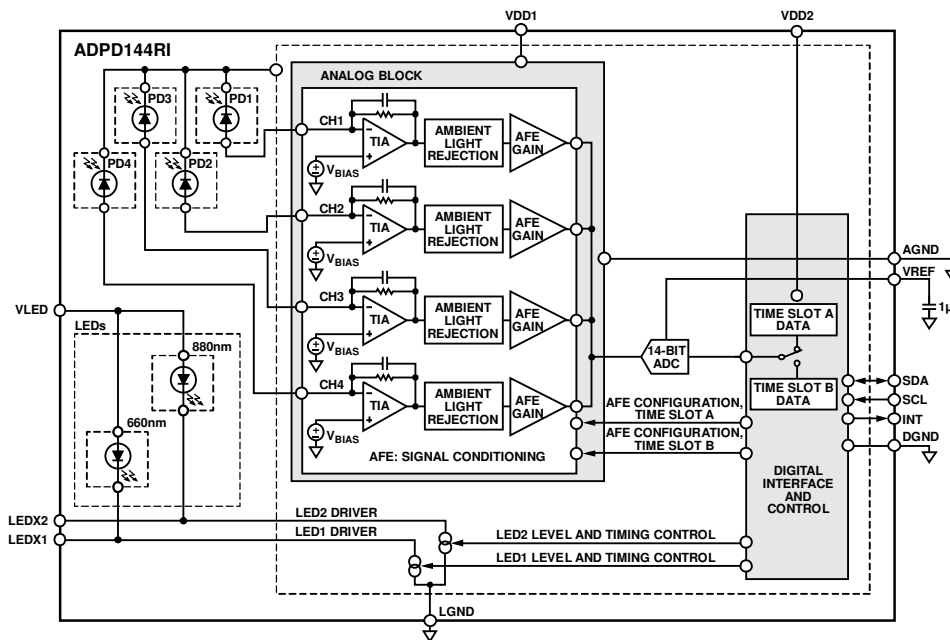 VDD1
VDD2
ADPD144RI
ANALOG BLOCK
PD3
PD1
PD4
PD2
CH1
TIA
VBIAS
AMBIENT
LIGHT
REJECTION
AFE
GAIN
CH2
TIA
VBIAS
AMBIENT
LIGHT
REJECTION
AFE
GAIN
CH3
TIA
VBIAS
AMBIENT
LIGHT
REJECTION
AFE
GAIN
CH4
TIA
VBIAS
AMBIENT
LIGHT
REJECTION
AFE
GAIN
AFE: SIGNAL CONDITIONING
AGND
VREF
1µ
VLED
LEDs
880nm
660nm
14-BIT
ADC
TIME SLOT A
DATA
TIME SLOT B
DATA
AFE CONFIGURATION,
TIME SLOT A
AFE CONFIGURATION,
TIME SLOT B
SDA
SCL
INT
DGND
DIGITAL
INTERFACE
AND
CONTROL
LEDX2
LEDX1
LED2 DRIVER
LED1 DRIVER
LED2 LEVEL AND TIMING CONTROL
LED1 LEVEL AND TIMING CONTROL
LGND